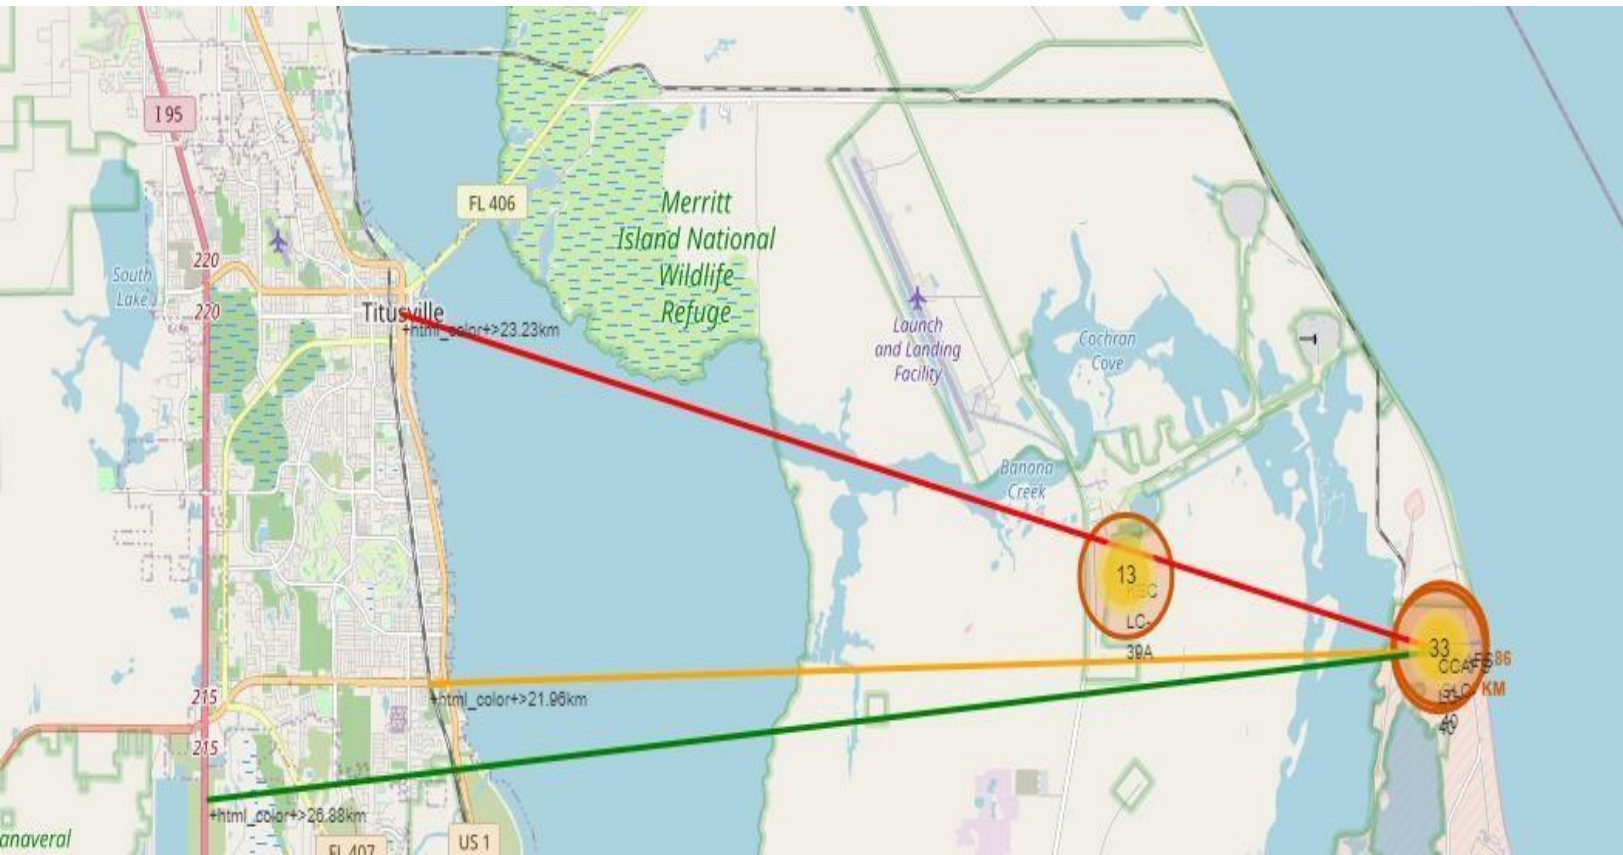 I 95
FL 406
Merritt
Island National
Wildlife
Refuge
220
South
Lake
220
Titusville
+html_color+>23.23km
Launch
and Landing
Facility
Cochran
Cove
Banana
Creek
13
LC-
39A
33
86
KM
40
215
+html_color+>21.96km
215
+html_color+>26.88km
anaveral
FL 407
US 1